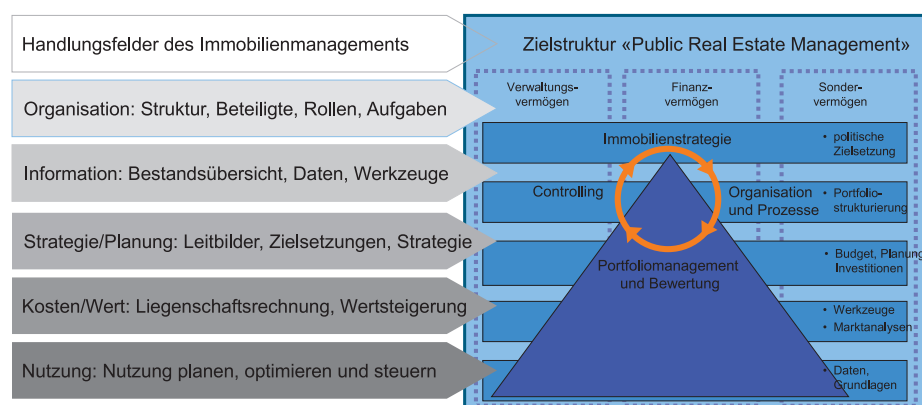 Handlungsfelder des Immobilienmanagements
Organisation: Struktur, Beteiligte, Rollen, Aufgaben
Information: Bestandsübersicht, Daten, Werkzeuge
Strategie/Planung: Leitbilder, Zielsetzungen, Strategie
Kosten/Wert: Liegenschaftsrechnung, Wertsteigerung
Nutzung: Nutzung planen, optimieren und steuern
Zielstruktur «Public Real Estate Management»
Verwaltungs-
vermögen
Finanz-
vermögen
Sonder-
vermögen
Immobilienstrategie
• politische
Zielsetzung
Controlling
Organisation
und Prozesse
• Portfolio-
strukturierung
Portfoliomanagement
und Bewertung
• Budget, Planung
Investitionen
• Werkzeuge
• Marktanalysen
• Daten,
Grundlagen